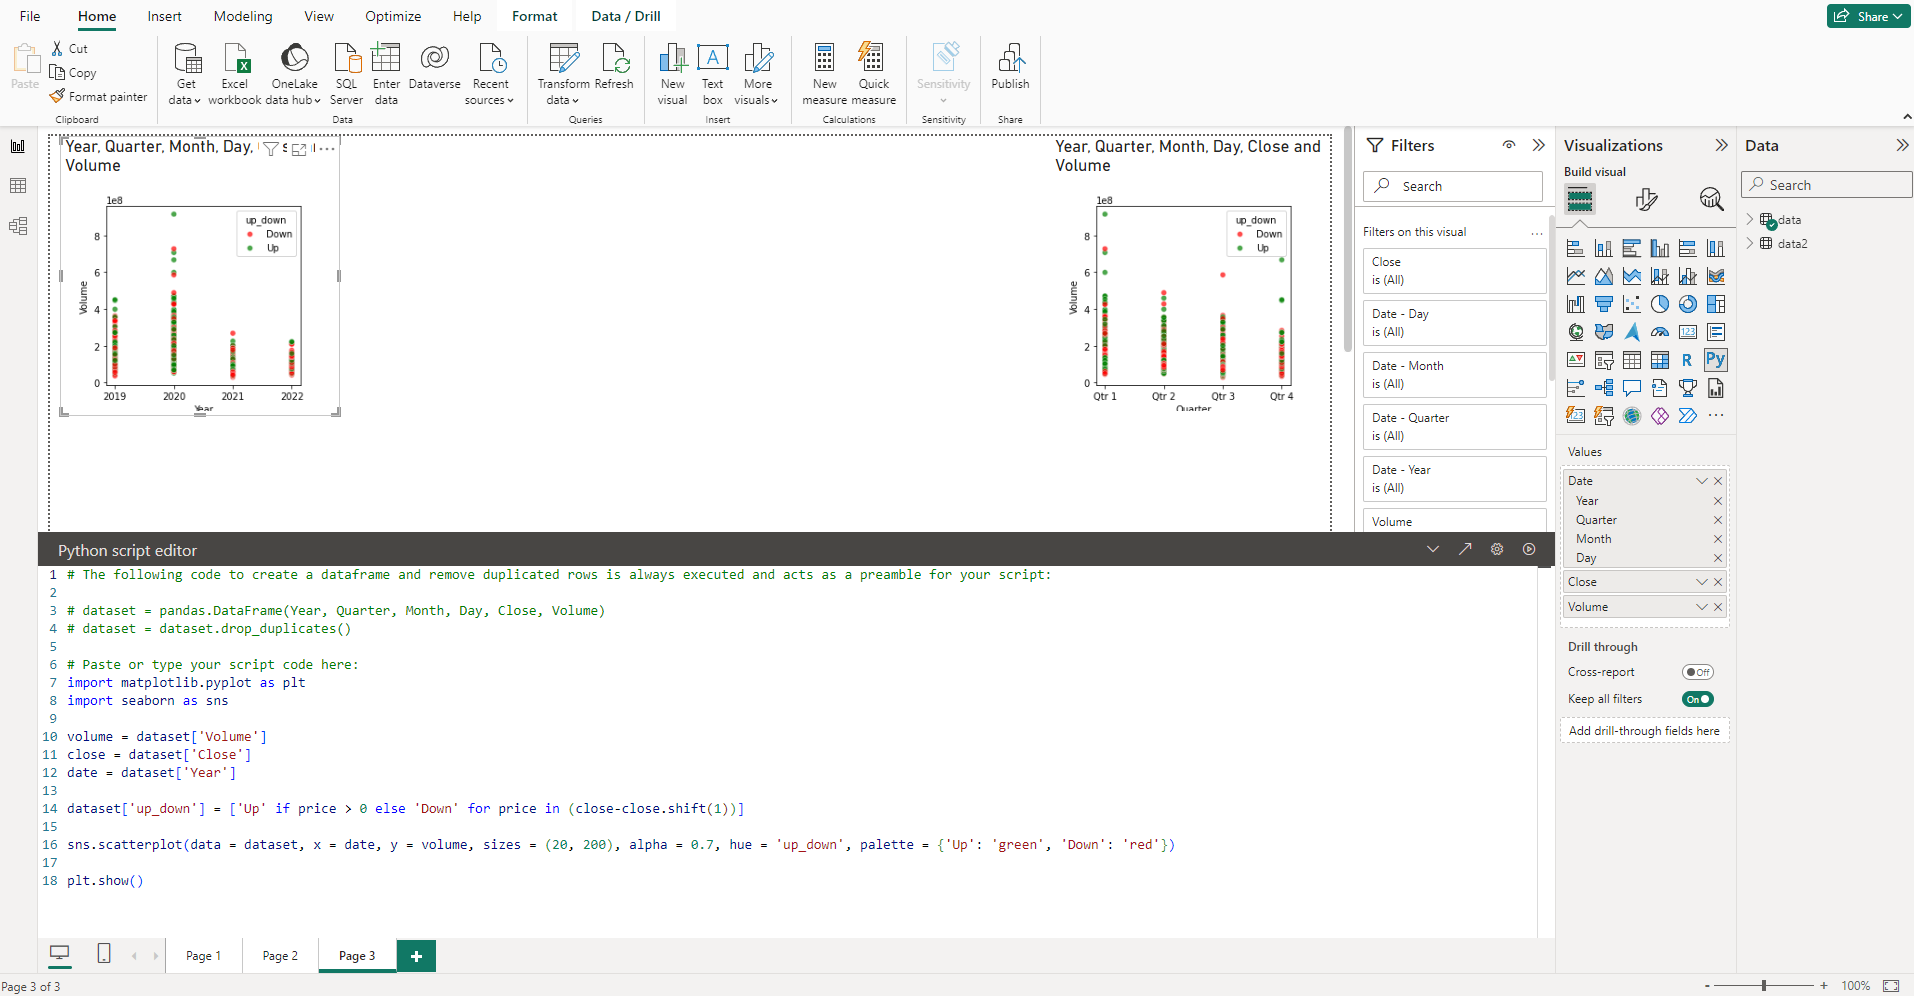 File Home Insert Modeling View Optimize Help Format Data / Drill Share
Paste Cut
Copy
Format painter
Clipboard
Get data
Excel workbook
OneLake data hub
SQL Server
Enter data
Dataverse
Recent sources
Data
Transform data
Refresh
Queries
New visual
Text box
More visuals
Insert
New measure
Quick measure
Calculations
Sensitivity
Sensitivity
Publish
Share
Year, Quarter, Month, Day,
Volume
1e8
up_down
Down
Up
8
6
4
2
0
Volume
2019 2020 2021 2022
Year
Year, Quarter, Month, Day, Close and
Volume
1e8
up_down
Down
Up
8
6
4
2
0
Volume
Qtr 1 Qtr 2 Qtr 3 Qtr 4
Quarter
Filters
Search
Filters on this visual
Close
is (All)
Date - Day
is (All)
Date - Month
is (All)
Date - Quarter
is (All)
Date - Year
is (All)
Volume
Visualizations
Build visual
123
R Py
123
Values
Date
Year
Quarter
Month
Day
Close
Volume
Drill through
Cross-report Off
Keep all filters On
Add drill-through fields here
Data
Search
data
data2
Python script editor
1 # The following code to create a dataframe and remove duplicated rows is always executed and acts as a preamble for your script:
2
3 # dataset = pandas.DataFrame(Year, Quarter, Month, Day, Close, Volume)
4 # dataset = dataset.drop_duplicates()
5
6 # Paste or type your script code here:
7 import matplotlib.pyplot as plt
8 import seaborn as sns
9
10 volume = dataset['Volume']
11 close = dataset['Close']
12 date = dataset['Year']
13
14 dataset['up_down'] = ['Up' if price > 0 else 'Down' for price in (close-close.shift(1))]
15
16 sns.scatterplot(data = dataset, x = date, y = volume, sizes = (20, 200), alpha = 0.7, hue = 'up_down', palette = {'Up': 'green', 'Down': 'red'})
17
18 plt.show()
Page 1 Page 2 Page 3 +
Page 3 of 3
- + 100%